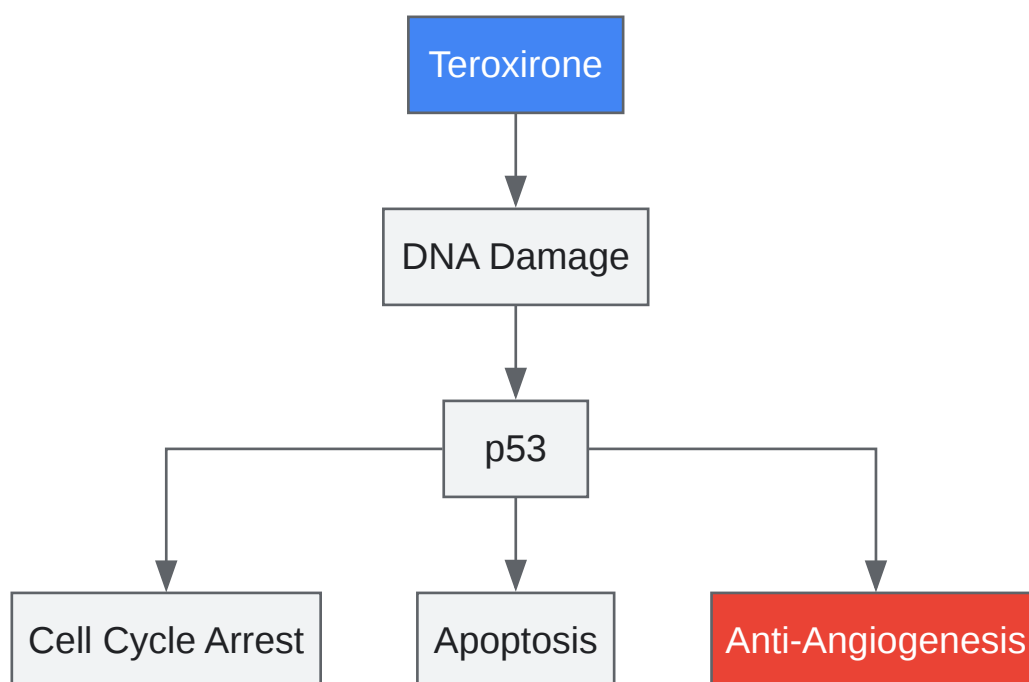 Teroxirone
DNA Damage
p53
Cell Cycle Arrest
Apoptosis
Anti-Angiogenesis